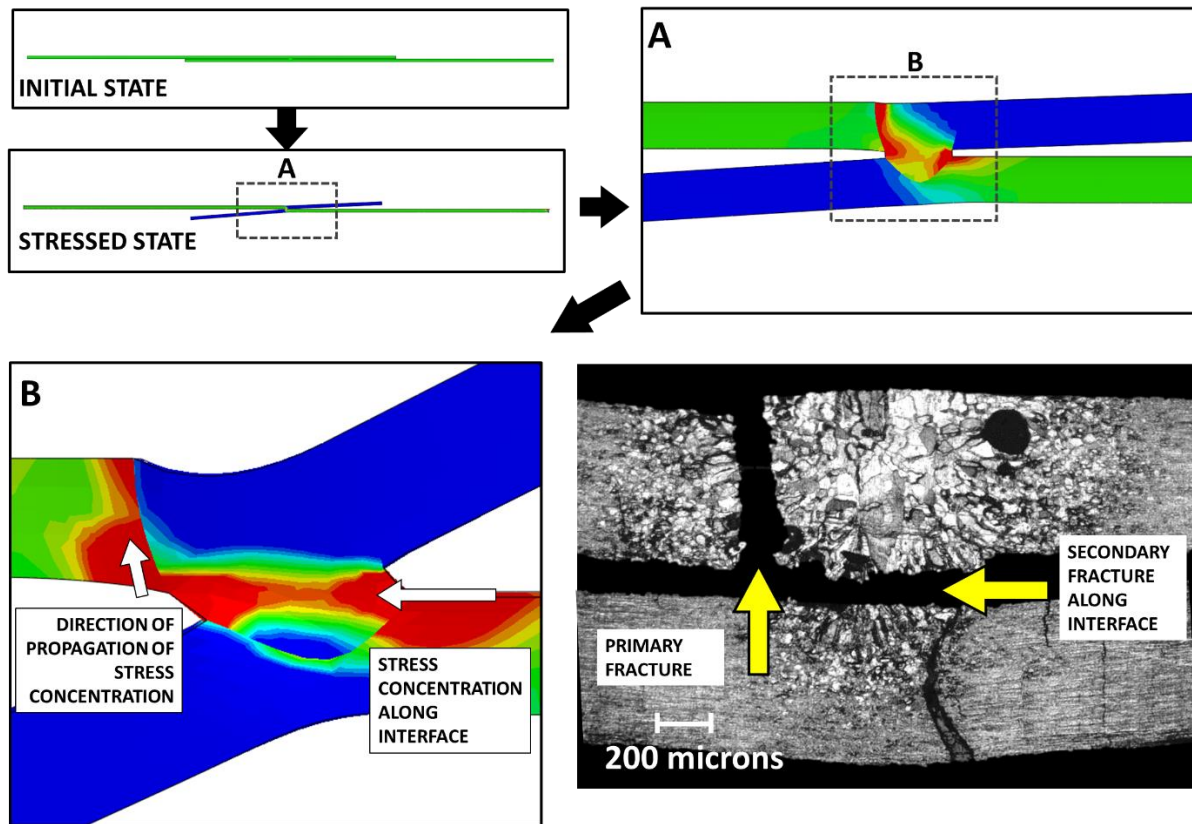 INITIAL STATE
A
STRESSED STATE
A
B
B
DIRECTION OF
PROPAGATION OF
STRESS
CONCENTRATION
STRESS
CONCENTRATION
ALONG
INTERFACE
PRIMARY
FRACTURE
SECONDARY
FRACTURE
ALONG
INTERFACE
200 microns